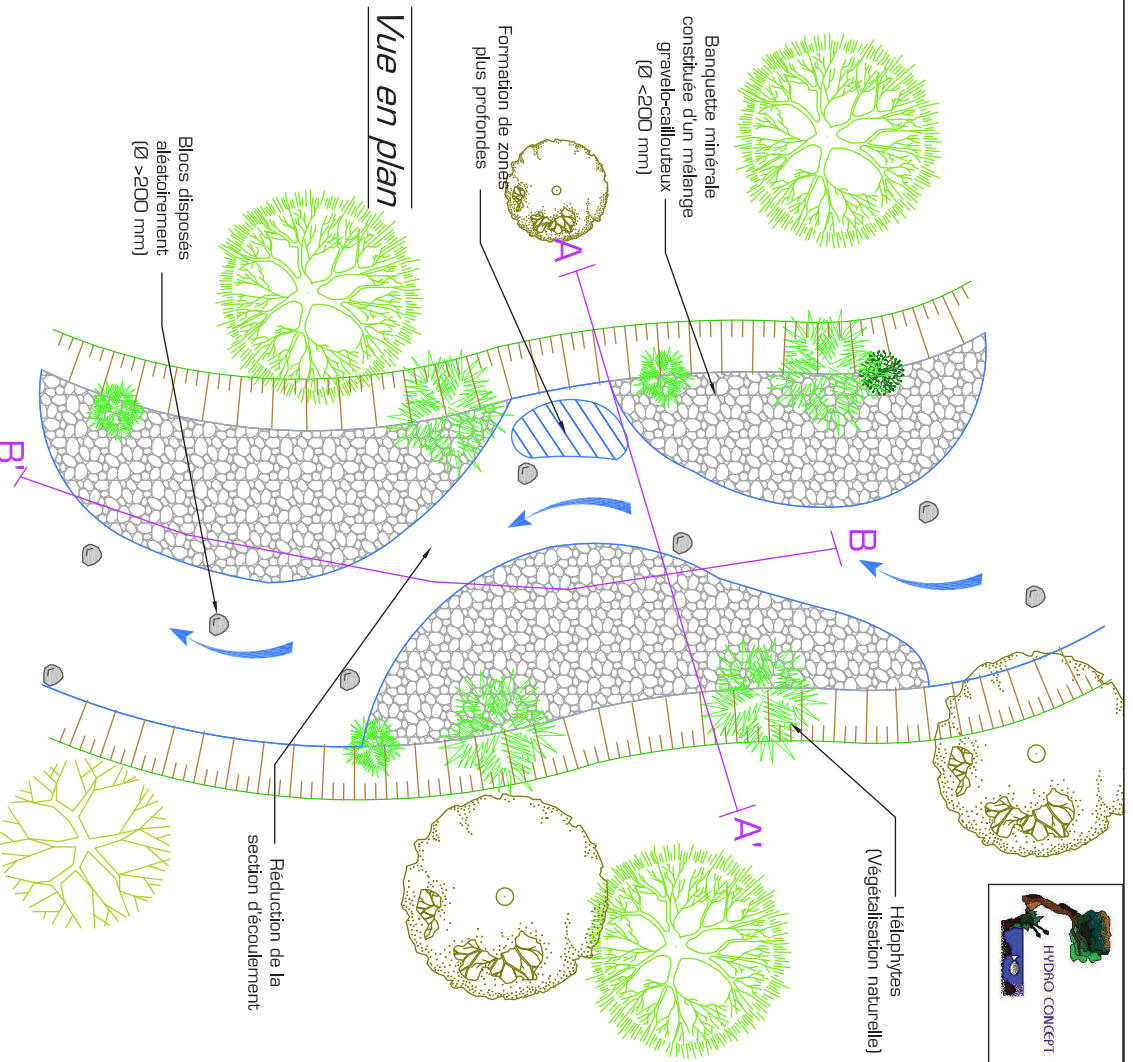 Vue en plan
Banquette minérale
constituée d'un mélange
gravelo-caillouteux
(Ø <200 mm)
Formation de zones
plus profondes
Blocs disposés
aléatoirement
(Ø >200 mm)
A
A'
B
B'
Hélophytes
(Végétalisation naturelle)
Réduction de la
section d'écoulement
HYDRO CONCEPT